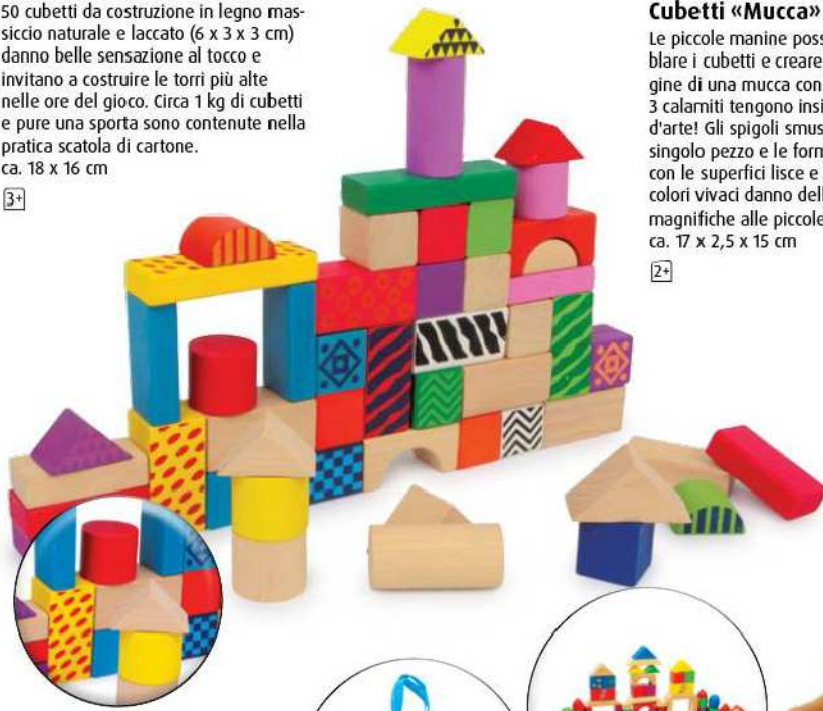 50 cubetti da costruzione in legno mas-
siccio naturale e laccato (6 x 3 x 3 cm)
danno belle sensazione al tocco e
invitano a costruire le torri più alte
nelle ore del gioco. Circa 1 kg di cubetti
e pure una sporta sono contenute nella
pratica scatola di cartone.
ca. 18 x 16 cm
3+
Cubetti «Mucca»
Le piccole manine poss
blare i cubetti e creare
gine di una mucca con
3 calamiti tengono insi
d'arte! Gli spigoli smus
singolo pezzo e le form
con le superfici lisce e
colori vivaci danno dell
magnifiche alle piccole
ca. 17 x 2,5 x 15 cm
2+